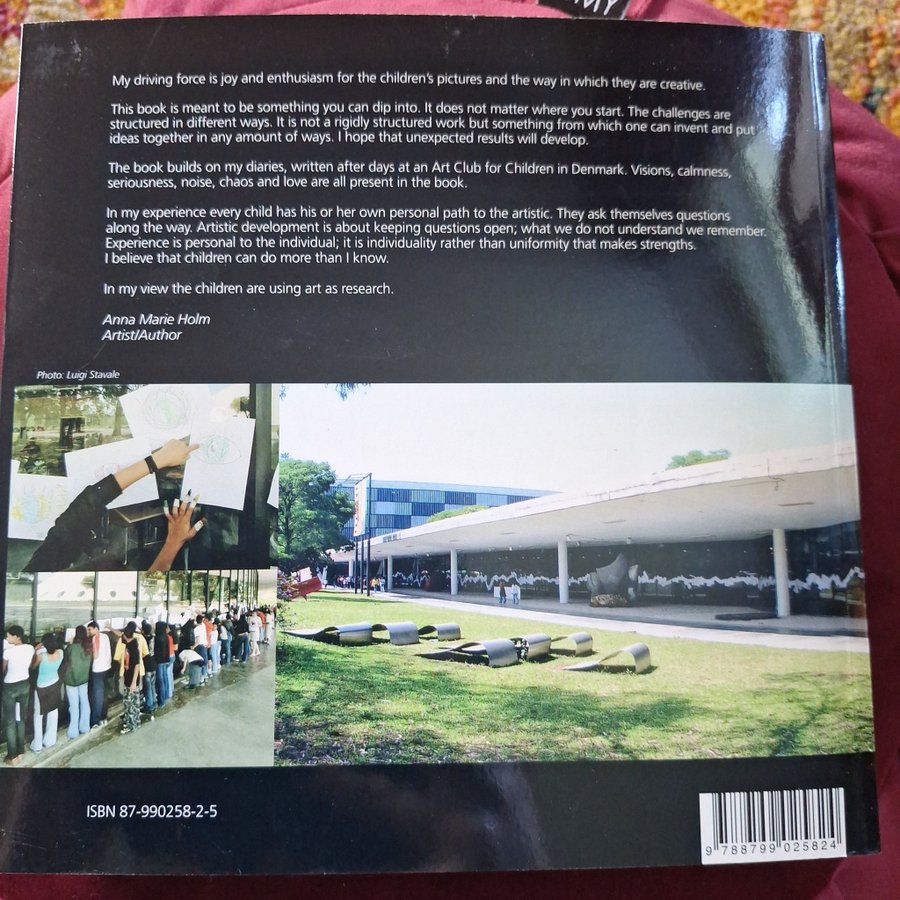 My driving force is joy and enthusiasm for the children's pictures and the way in which they are creative.
This book is meant to be something you can dip into. It does not matter where you start. The challenges are
structured in different ways. It is not a rigidly structured work but something from which one can invent and put
ideas together in any amount of ways. I hope that unexpected results will develop.
The book builds on my diaries, written after days at an Art Club for Children in Denmark. Visions, calmness,
seriousness, noise, chaos and love are all present in the book.
In my experience every child has his or her own personal path to the artistic. They ask themselves questions
along the way. Artistic development is about keeping questions open; what we do not understand we remember.
Experience is personal to the individual; it is individuality rather than uniformity that makes strengths.
I believe that children can do more than I know.
In my view the children are using art as research.
Anna Marie Holm
Artist/Author
Photo: Luigi Stavale
ISBN 87-990258-2-5
9 788799 025824